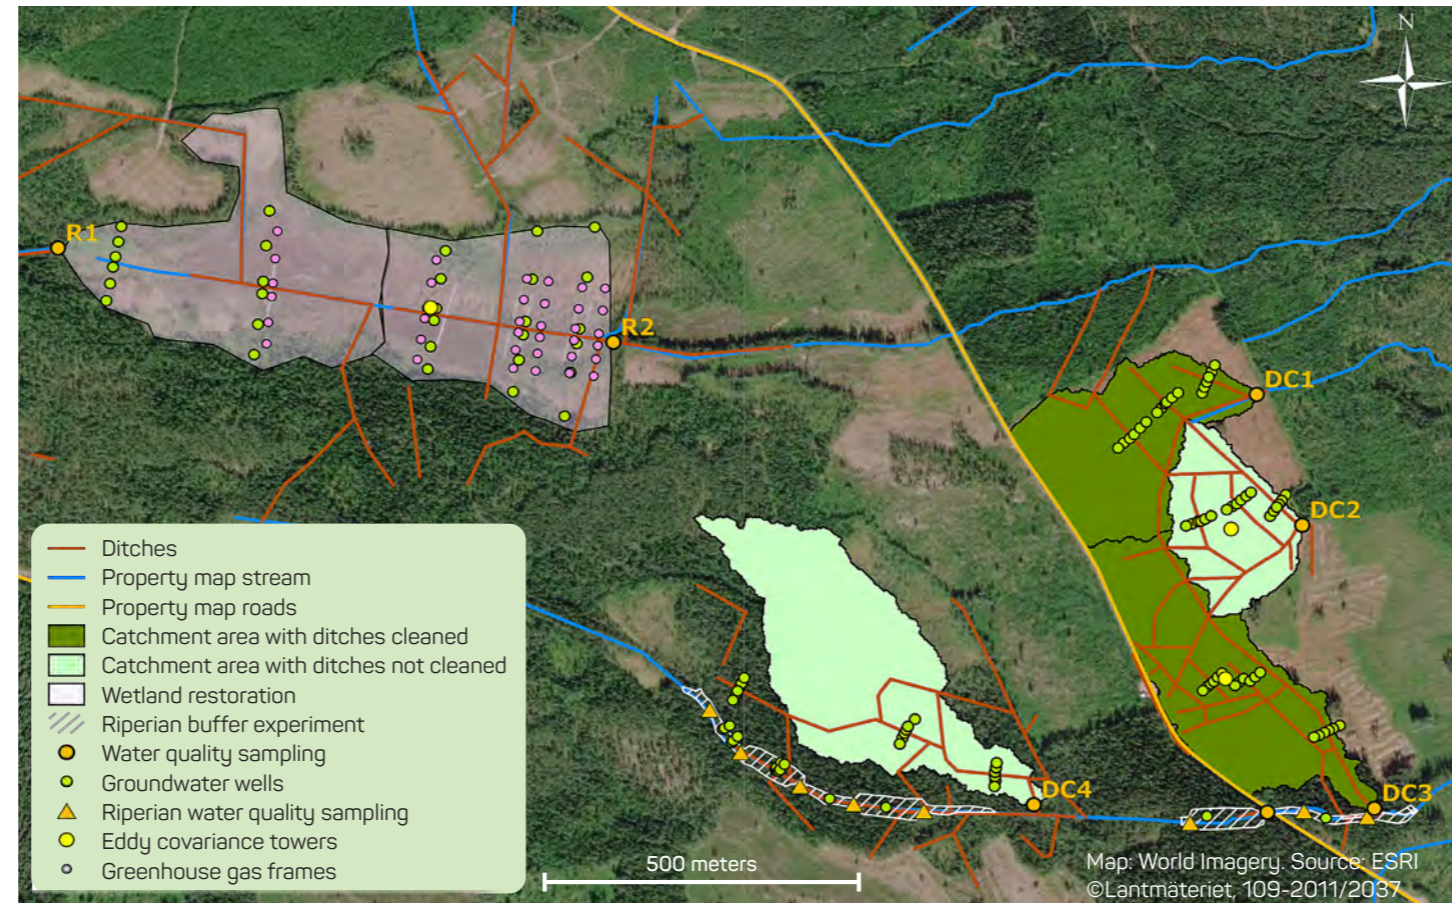 N
R1
R2
DC1
DC2
DC4
DC3
Ditches
Property map stream
Property map roads
Catchment area with ditches cleaned
Catchment area with ditches not cleaned
Wetland restoration
Riperian buffer experiment
Water quality sampling
Groundwater wells
Riperian water quality sampling
Eddy covariance towers
Greenhouse gas frames
500 meters
Map: World Imagery. Source: ESRI
©Lantmäteriet, 109-2011/2037